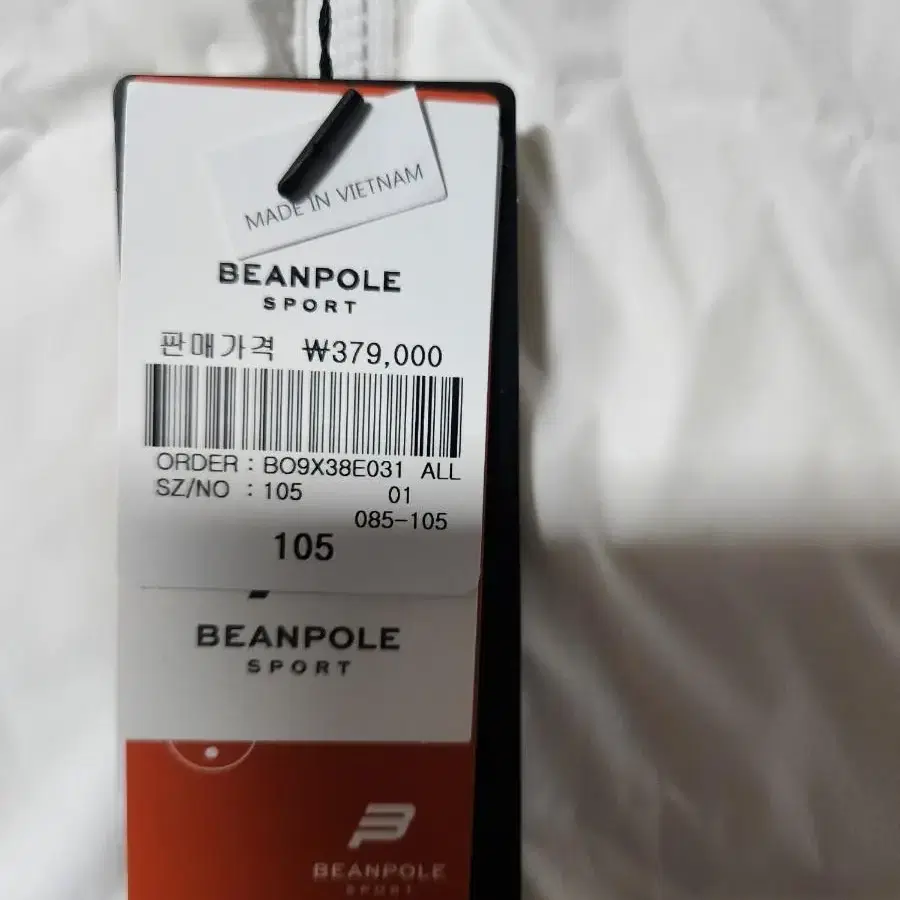 MADE IN VIETNAM
BEANPOLE
SPORT
판매가격 ₩379,000
ORDER : BO9X38E031 ALL
SZ/NO : 105 01
085-105
105
BEANPOLE
SPORT
BEANPOLE
SPORT